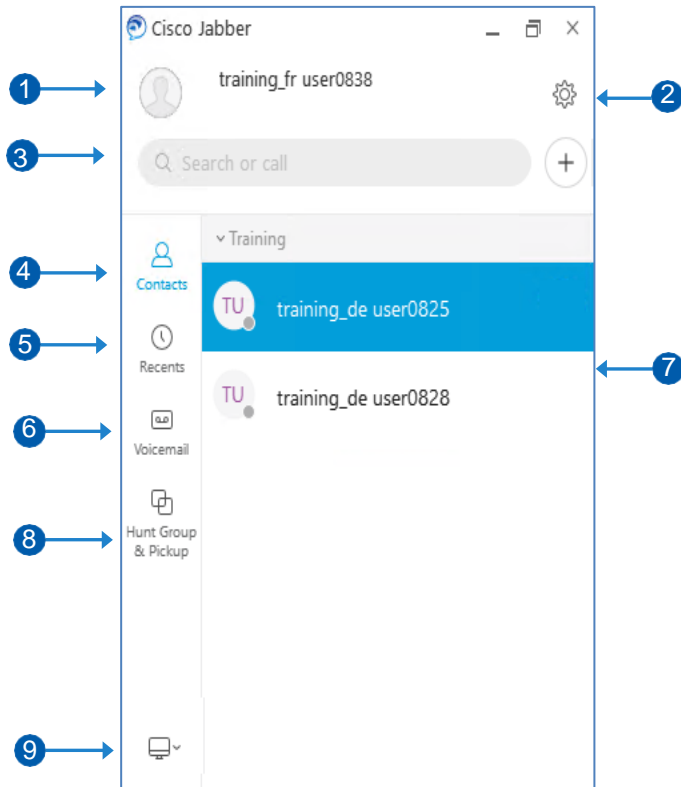 Cisco Jabber
1
training_fr user0838
2
3
Search or call
Training
4
Contacts
TU
training_de user0825
5
Recents
7
TU
training_de user0828
6
Voicemail
8
Hunt Group
& Pickup
9